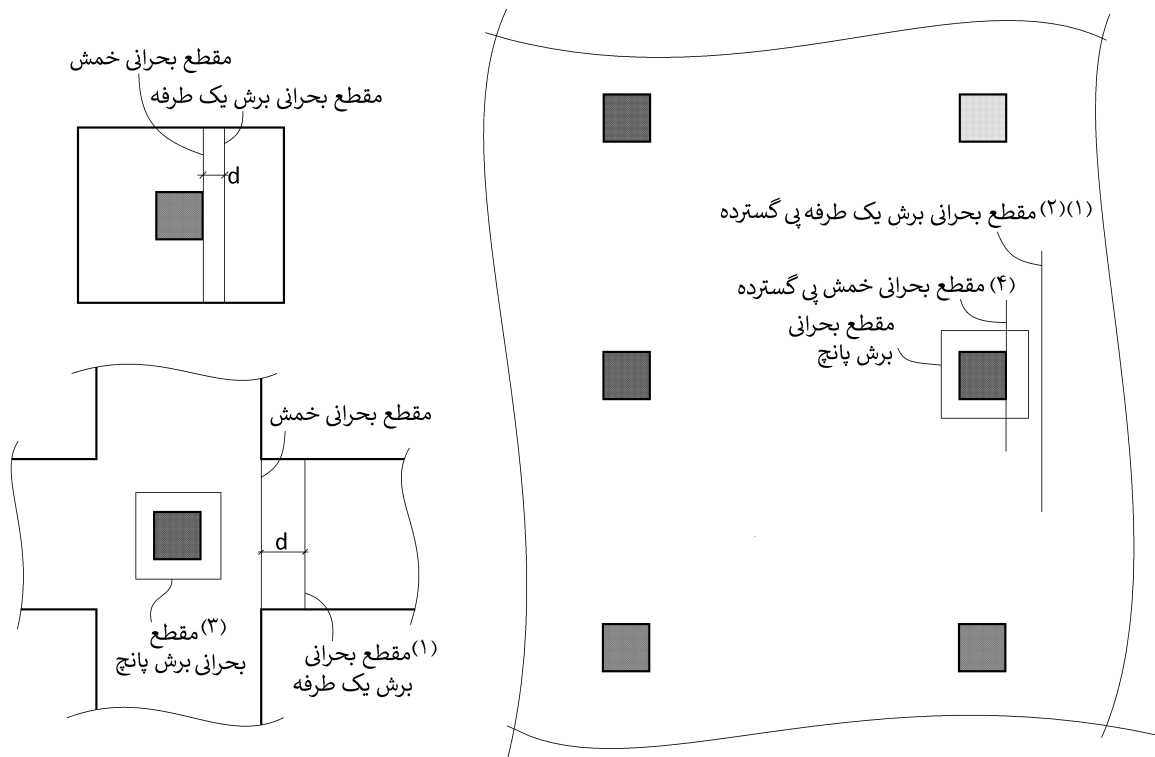 مقطع بحرانی خمش
مقطع بحرانی برش یک طرفه
d
مقطع بحرانی برش یک طرفه پی گسترده (۱)(۲)
مقطع بحرانی خمش پی گسترده (۴)
مقطع بحرانی
برش پانچ
مقطع بحرانی خمش
d
مقطع (۳)
بحرانی برش پانچ
مقطع بحرانی (۱)
برش یک طرفه